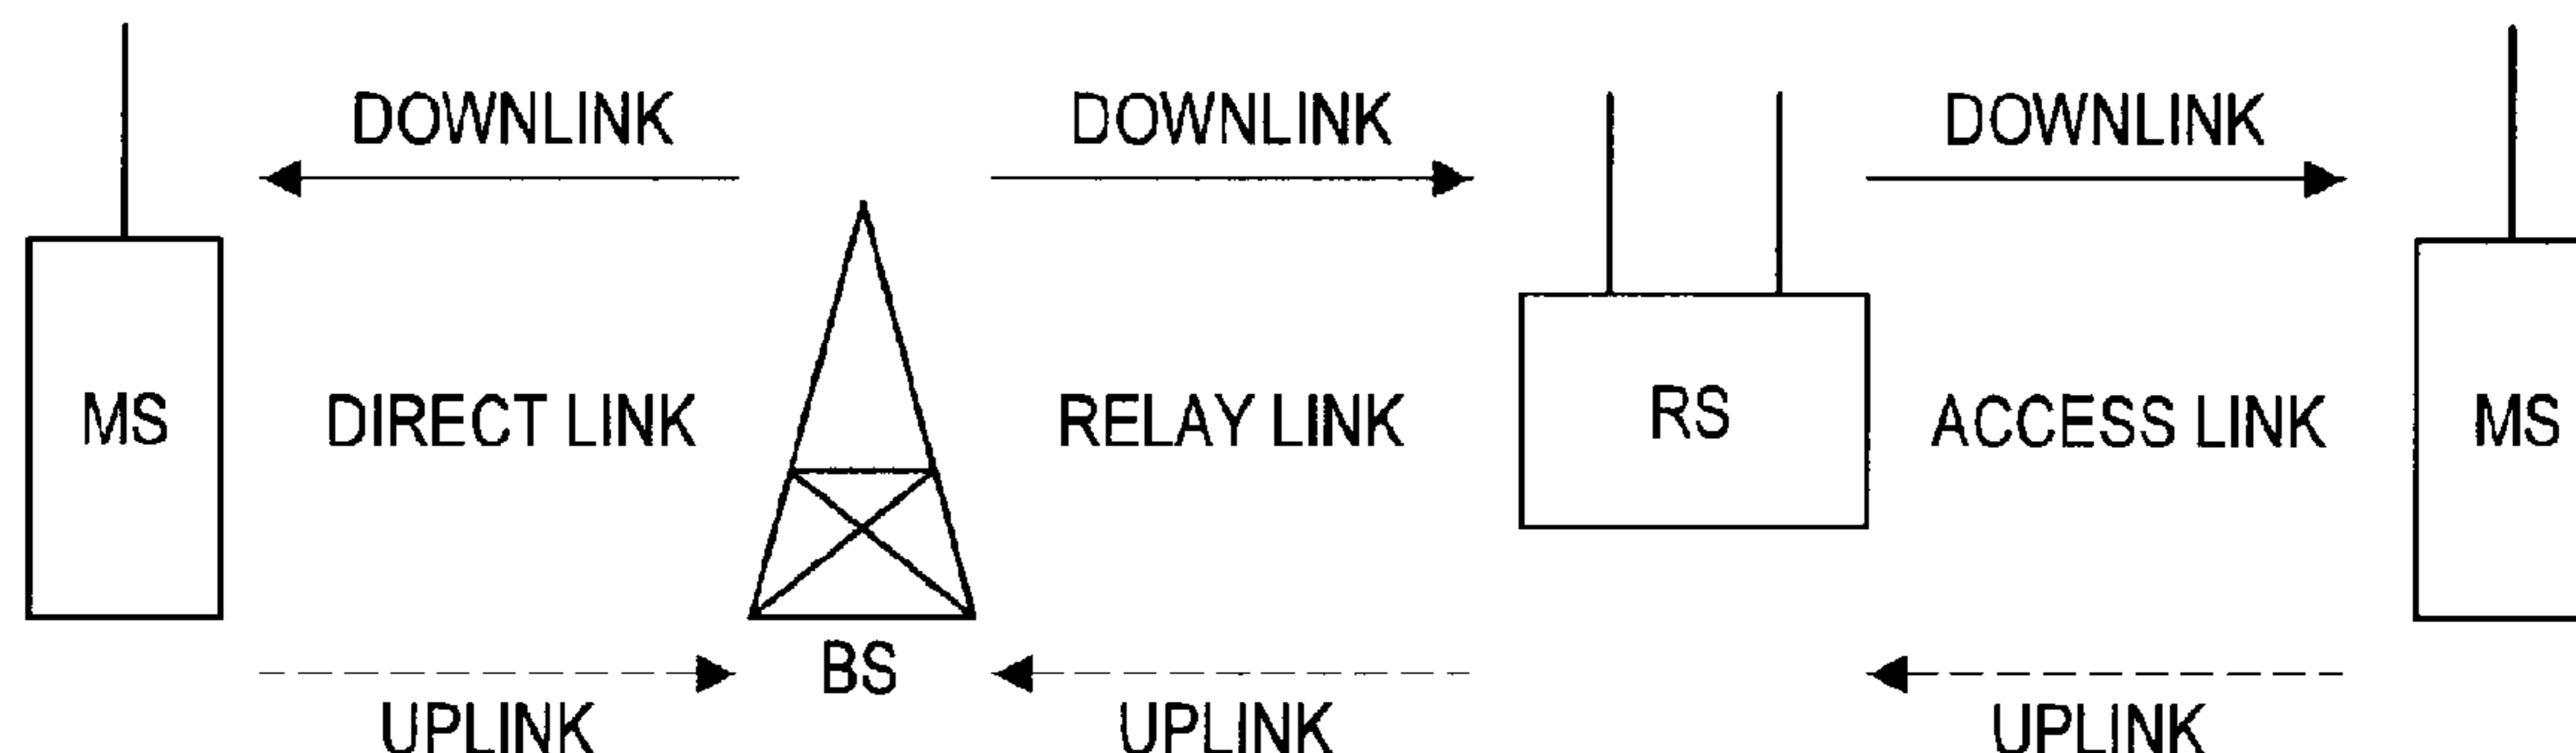 DOWNLINK DOWNLINK DOWNLINK
MS DIRECT LINK RELAY LINK RS ACCESS LINK MS
BS
UPLINK UPLINK UPLINK